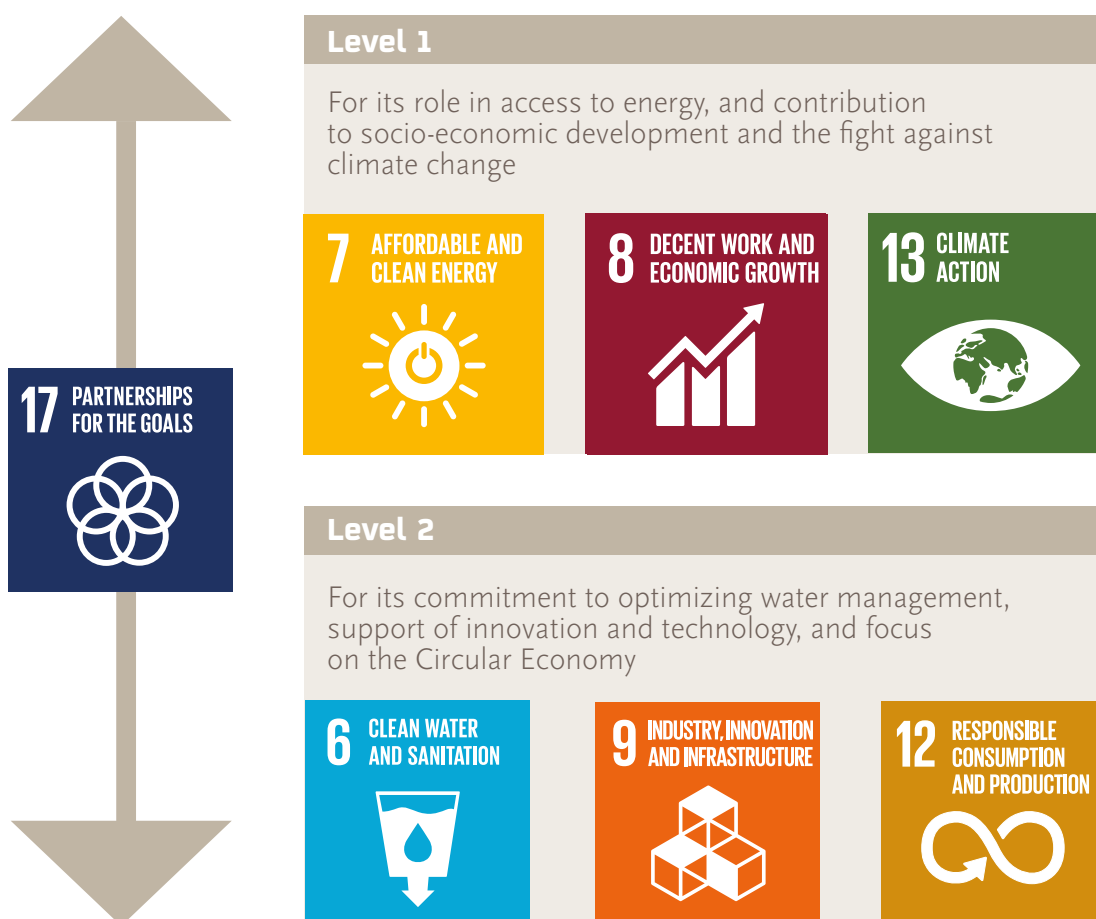 Level 1
For its role in access to energy, and contribution
to socio-economic development and the fight against
climate change
7 AFFORDABLE AND
CLEAN ENERGY
8 DECENT WORK AND
ECONOMIC GROWTH
13 CLIMATE
ACTION
17 PARTNERSHIPS
FOR THE GOALS
Level 2
For its commitment to optimizing water management,
support of innovation and technology, and focus
on the Circular Economy
6 CLEAN WATER
AND SANITATION
9 INDUSTRY, INNOVATION
AND INFRASTRUCTURE
12 RESPONSIBLE
CONSUMPTION
AND PRODUCTION